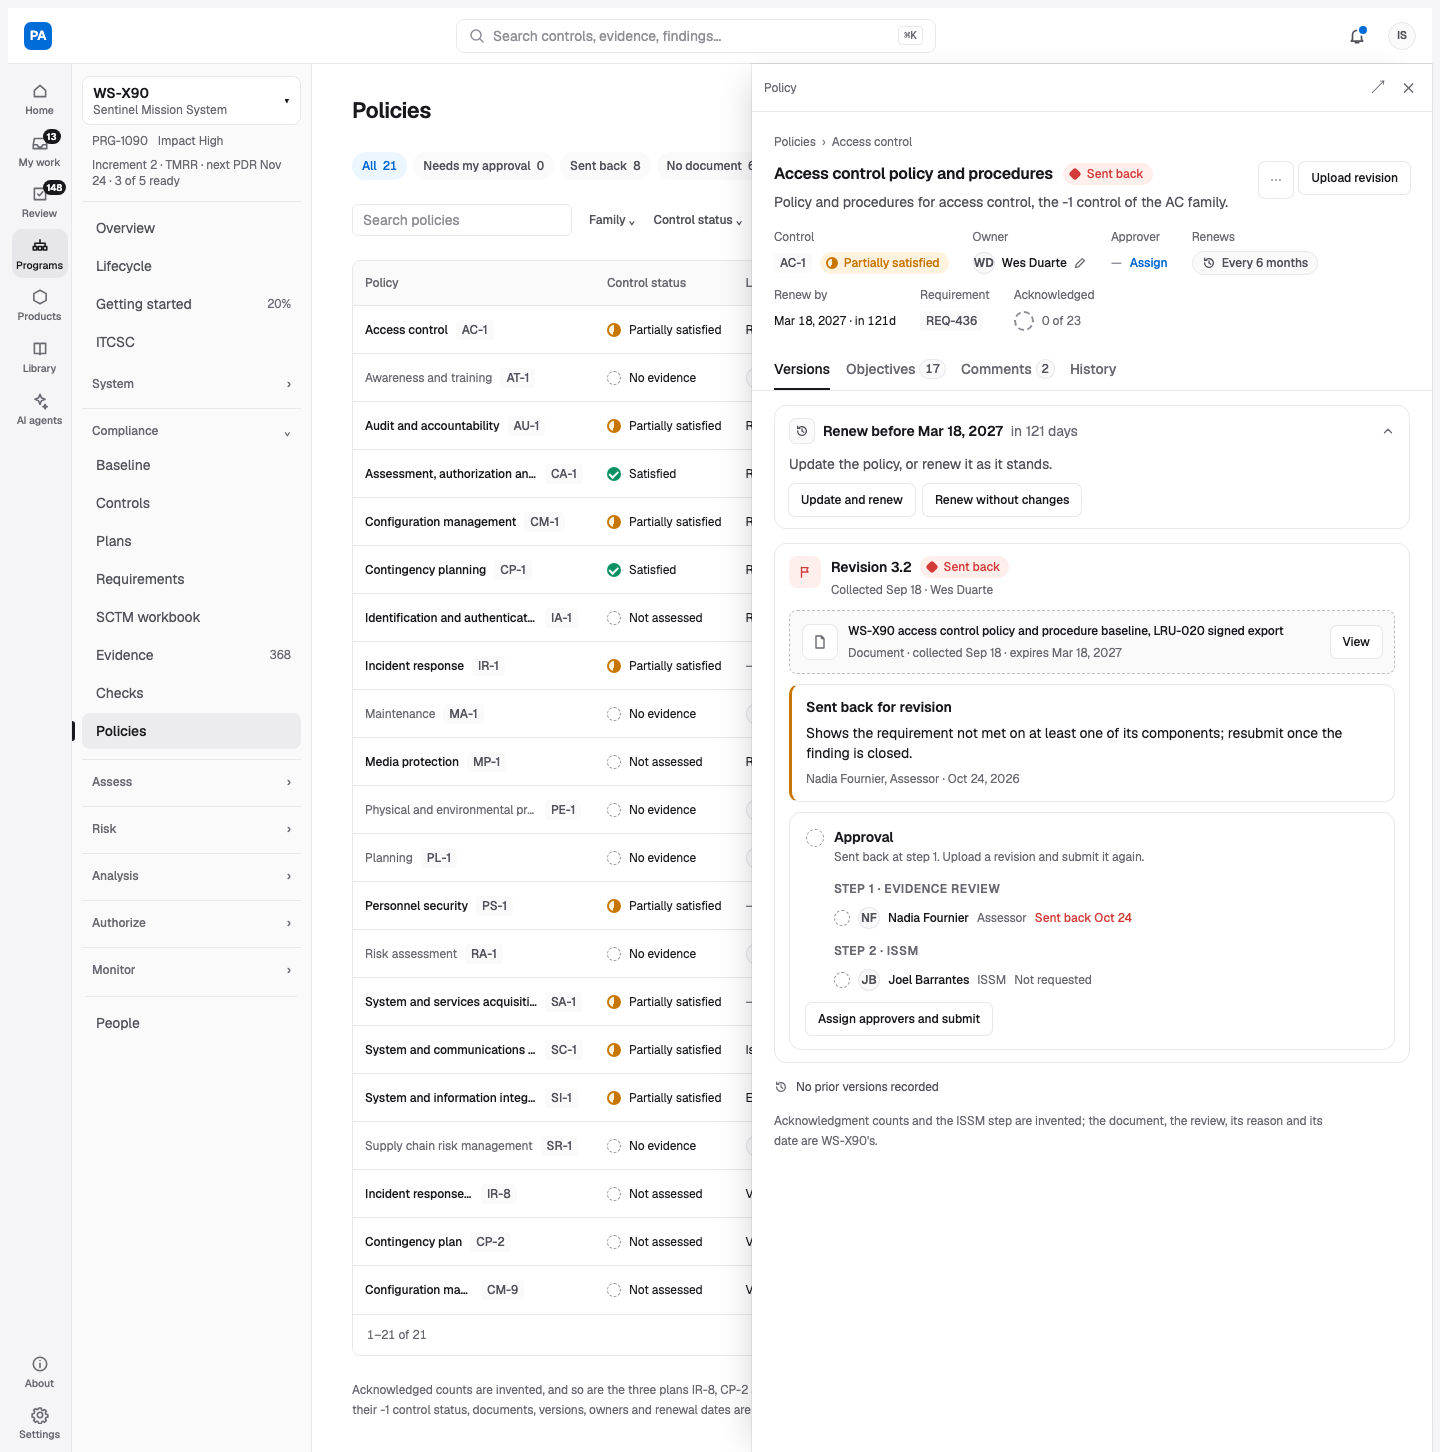 PA
Search controls, evidence, findings...
⌘K
IS
Home
13
My work
148
Review
Programs
Products
Library
AI agents
About
Settings
WS-X90
Sentinel Mission System
PRG-1090 Impact High
Increment 2 · TMRR · next PDR Nov
24 · 3 of 5 ready
Overview
Lifecycle
Getting started 20%
ITCSC
System
Compliance
Baseline
Controls
Plans
Requirements
SCTM workbook
Evidence 368
Checks
Policies
Assess
Risk
Analysis
Authorize
Monitor
People
Policies
All 21 Needs my approval 0 Sent back 8 No document 6
Search policies Family Control status
Policy Control status L
Access control AC-1 Partially satisfied R
Awareness and training AT-1 No evidence
Audit and accountability AU-1 Partially satisfied R
Assessment, authorization an... CA-1 Satisfied R
Configuration management CM-1 Partially satisfied R
Contingency planning CP-1 Satisfied R
Identification and authenticat... IA-1 Not assessed R
Incident response IR-1 Partially satisfied –
Maintenance MA-1 No evidence
Media protection MP-1 Not assessed R
Physical and environmental pr... PE-1 No evidence
Planning PL-1 No evidence
Personnel security PS-1 Partially satisfied –
Risk assessment RA-1 No evidence
System and services acquisiti... SA-1 Partially satisfied –
System and communications ... SC-1 Partially satisfied Is
System and information integ... SI-1 Partially satisfied E
Supply chain risk management SR-1 No evidence
Incident response... IR-8 Not assessed V
Contingency plan CP-2 Not assessed V
Configuration ma... CM-9 Not assessed V
1–21 of 21
Acknowledged counts are invented, and so are the three plans IR-8, CP-2
their -1 control status, documents, versions, owners and renewal dates are
Policy
Policies › Access control
Access control policy and procedures Sent back
... Upload revision
Policy and procedures for access control, the -1 control of the AC family.
Control Owner Approver Renews
AC-1 Partially satisfied WD Wes Duarte — Assign Every 6 months
Renew by Requirement Acknowledged
Mar 18, 2027 · in 121d REQ-436 0 of 23
Versions Objectives 17 Comments 2 History
Renew before Mar 18, 2027 in 121 days
Update the policy, or renew it as it stands.
Update and renew Renew without changes
Revision 3.2 Sent back
Collected Sep 18 · Wes Duarte
WS-X90 access control policy and procedure baseline, LRU-020 signed export
Document · collected Sep 18 · expires Mar 18, 2027
View
Sent back for revision
Shows the requirement not met on at least one of its components; resubmit once the
finding is closed.
Nadia Fournier, Assessor · Oct 24, 2026
Approval
Sent back at step 1. Upload a revision and submit it again.
STEP 1 · EVIDENCE REVIEW
NF Nadia Fournier Assessor Sent back Oct 24
STEP 2 · ISSM
JB Joel Barrantes ISSM Not requested
Assign approvers and submit
No prior versions recorded
Acknowledgment counts and the ISSM step are invented; the document, the review, its reason and its
date are WS-X90's.